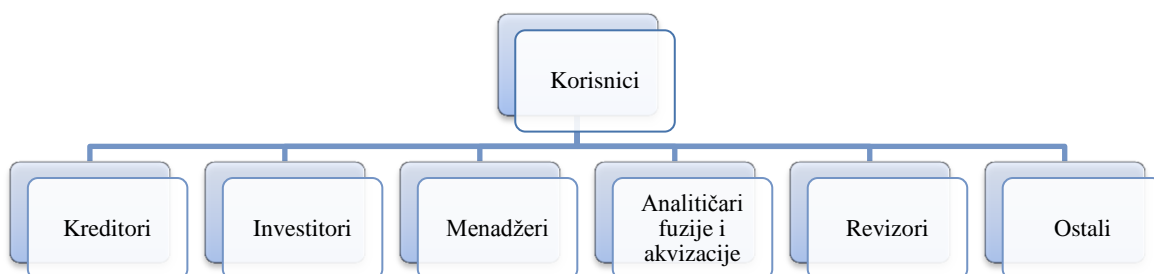 Korisnici
Kreditori
Investitori
Menadžeri
Analitičari
fuzije i
akvizacije
Revizori
Ostali